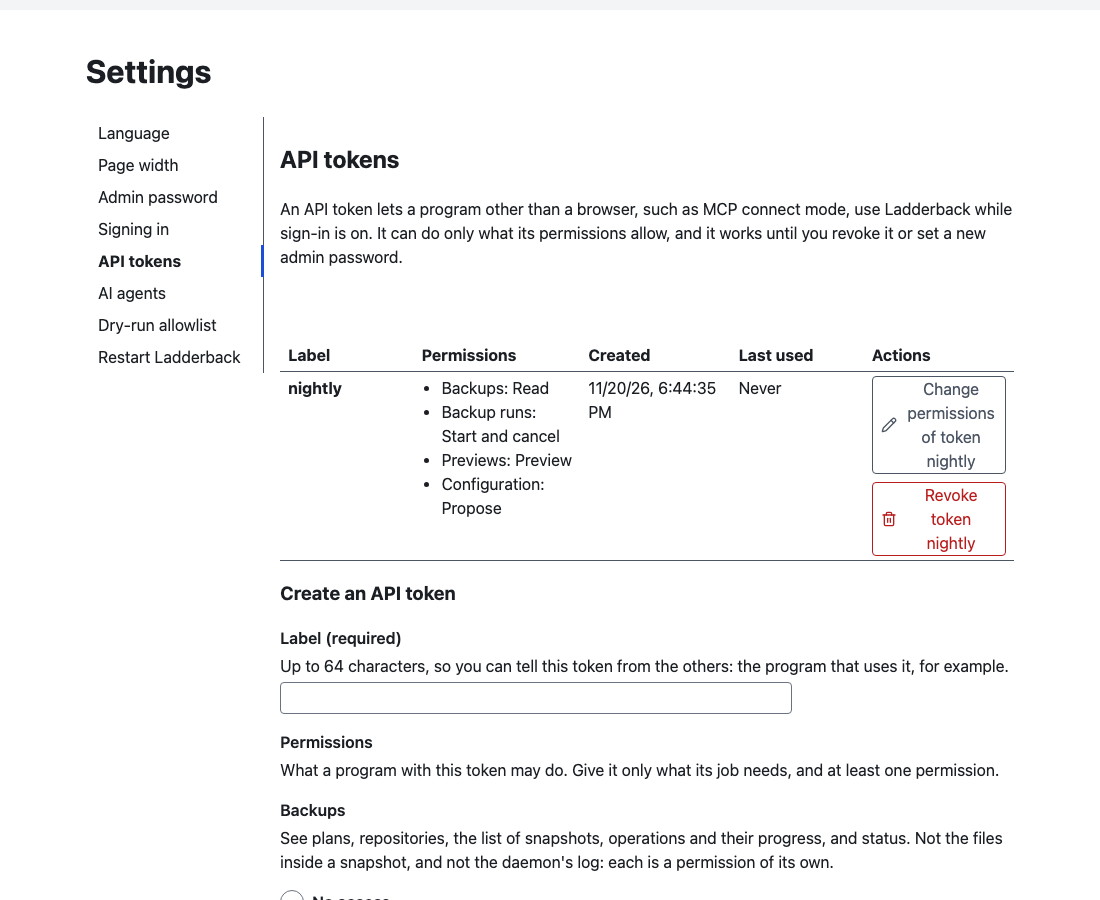 Settings
Language
Page width
Admin password
Signing in
API tokens
AI agents
Dry-run allowlist
Restart Ladderback
API tokens
An API token lets a program other than a browser, such as MCP connect mode, use Ladderback while
sign-in is on. It can do only what its permissions allow, and it works until you revoke it or set a new
admin password.
Label Permissions Created Last used Actions
nightly
• Backups: Read
• Backup runs:
Start and cancel
• Previews: Preview
• Configuration:
Propose
11/20/26, 6:44:35
PM
Never
Change
permissions
of token
nightly
Revoke
token
nightly
Create an API token
Label (required)
Up to 64 characters, so you can tell this token from the others: the program that uses it, for example.
Permissions
What a program with this token may do. Give it only what its job needs, and at least one permission.
Backups
See plans, repositories, the list of snapshots, operations and their progress, and status. Not the files
inside a snapshot, and not the daemon's log: each is a permission of its own.